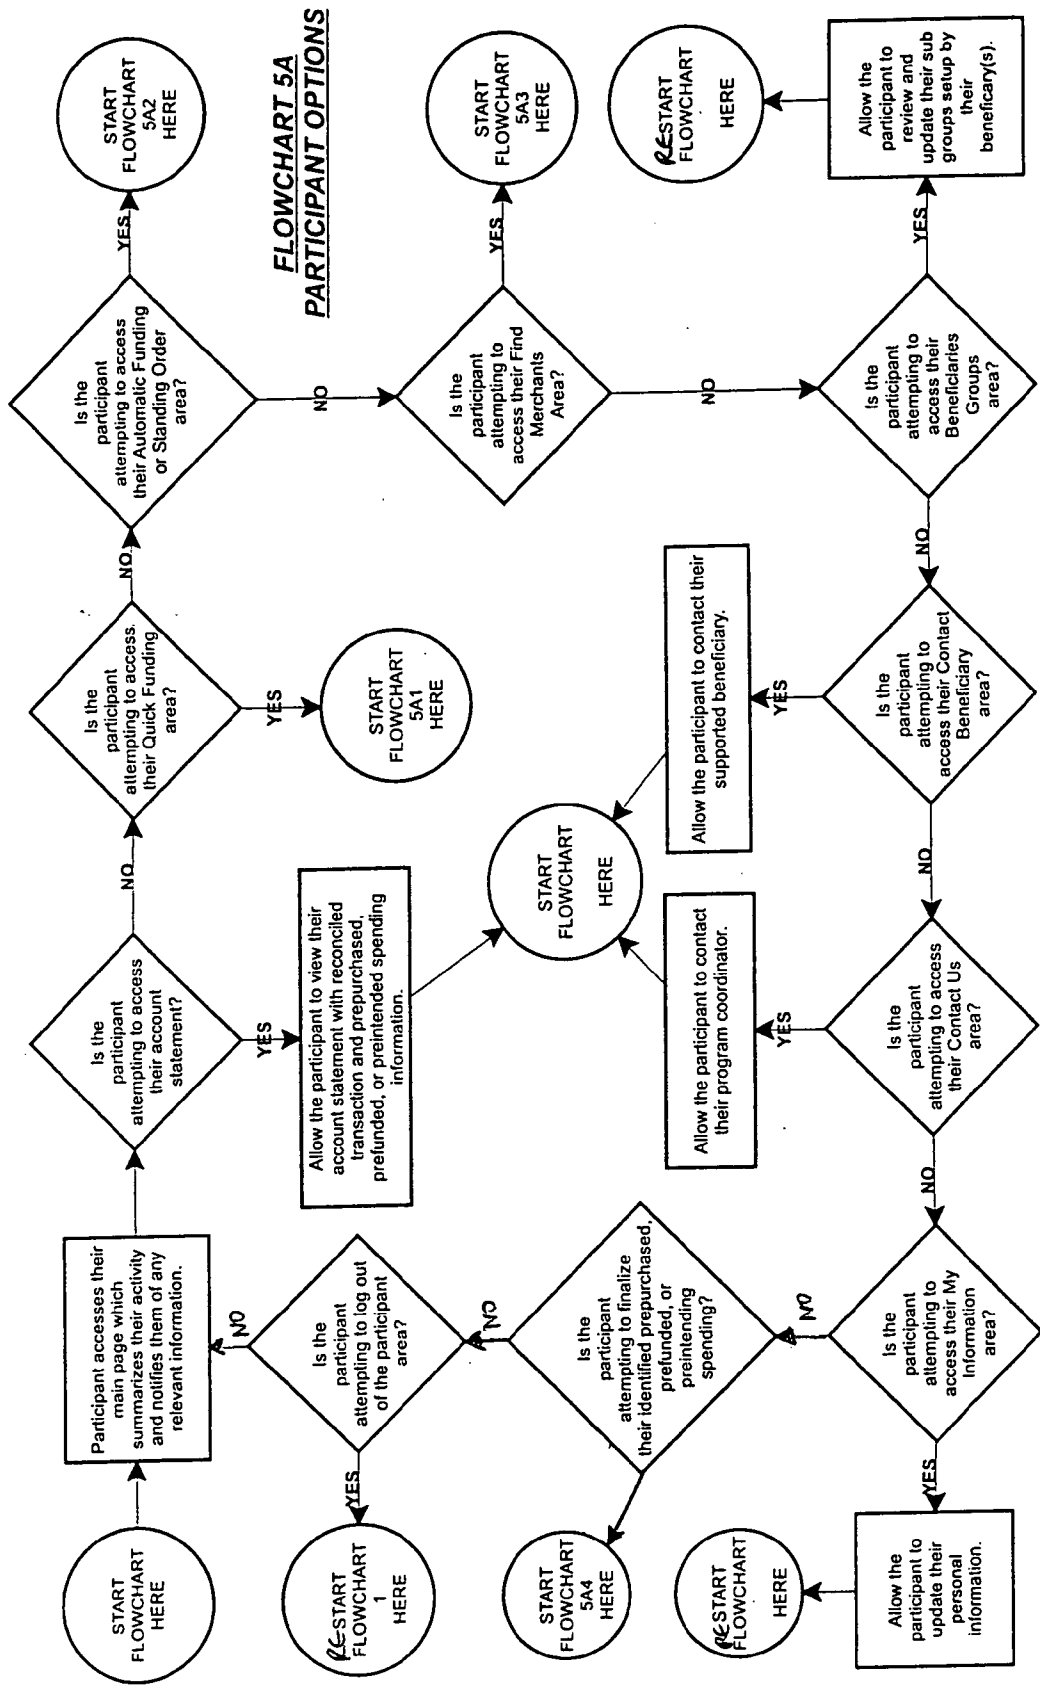 FLOWCHART 5A
PARTICIPANT OPTIONS
START
FLOWCHART
HERE
Participant accesses their
main page which
summarizes their activity
and notifies them of any
relevant information.
Is the
participant
attempting to access
their account
statement?
NO
YES
Allow the participant to view their
account statement with reconciled
transaction and prepurchased,
prefunded, or preintended spending
information.
Is the
participant
attempting to access
their Quick Funding
area?
NO
YES
START
FLOWCHART
5A1
HERE
Is the
participant
attempting to access
their Automatic Funding
or Standing Order
area?
YES
START
FLOWCHART
5A2
HERE
NO
Is the
participant
attempting to
access their Find
Merchants
Area?
YES
START
FLOWCHART
5A3
HERE
NO
Is the
participant
attempting to
access their
Beneficiaries
Groups
area?
YES
Allow the
participant to
review and
update their sub
groups setup by
their
beneficary(s).
RESTART
FLOWCHART
HERE
NO
Is the
participant
attempting to
access their Contact
Beneficiary
area?
YES
Allow the participant to contact their
supported beneficiary.
START
FLOWCHART
HERE
NO
Is the
participant
attempting to access
their Contact Us
area?
YES
Allow the participant to contact
their program coordinator.
NO
Is the
participant
attempting to
access their My
Information
area?
YES
Allow the
participant to
update their
personal
information.
RESTART
FLOWCHART
HERE
NO
Is the
participant
attempting to finalize
their identified prepurchased,
prefunded, or
preintending
spending?
START
FLOWCHART
5A4
HERE
NO
Is the
participant
attempting to log out
of the participant
area?
YES
RESTART
FLOWCHART
1
HERE
NO